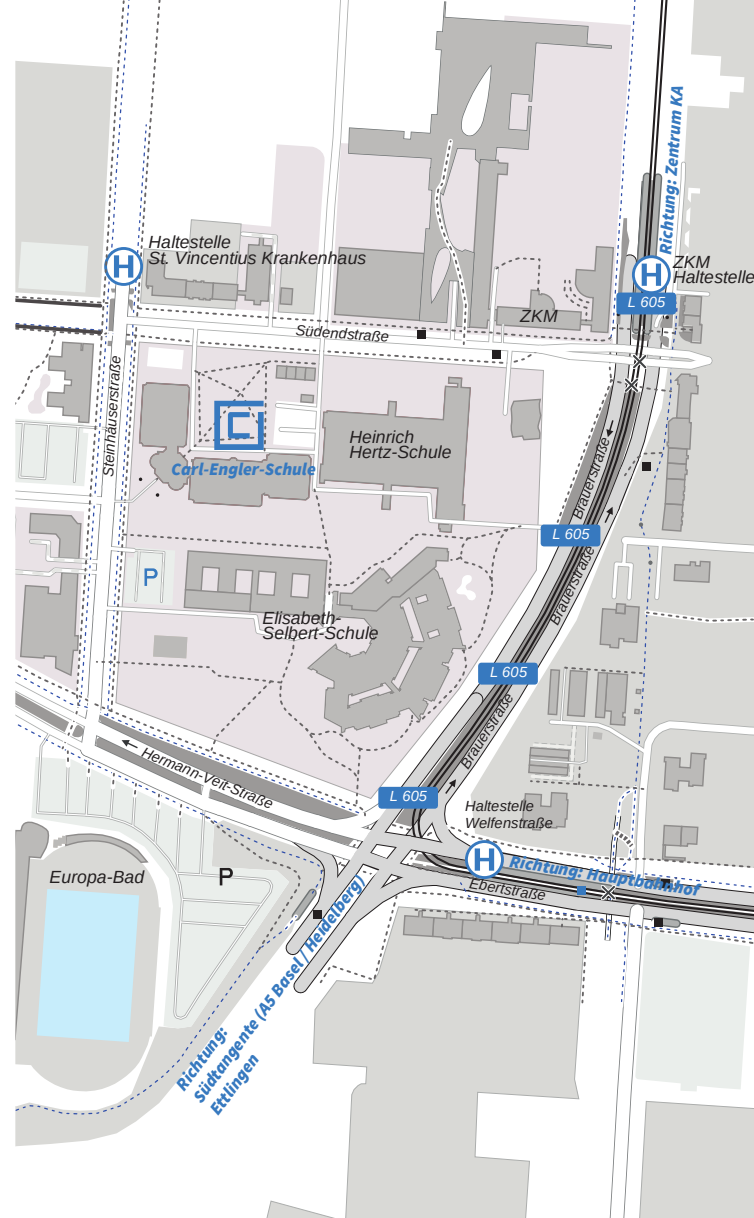 Richtung: Zentrum KA
Haltestelle
St. Vincentius Krankenhaus
H
H
ZKM
Haltestelle
L 605
ZKM
Südendstraße
Steinhäuserstraße
Heinrich
Hertz-Schule
Carl-Engler-Schule
Brauerstraße
L 605
Brauerstraße
P
Elisabeth-
Selbert-Schule
L 605
Brauerstraße
Hermann-Veit-Straße
L 605
Haltestelle
Welfenstraße
H
Richtung: Hauptbahnhof
Ebertstraße
Europa-Bad
P
Richtung:
Südtangente (A5 Basel / Heidelberg)
Ettlingen